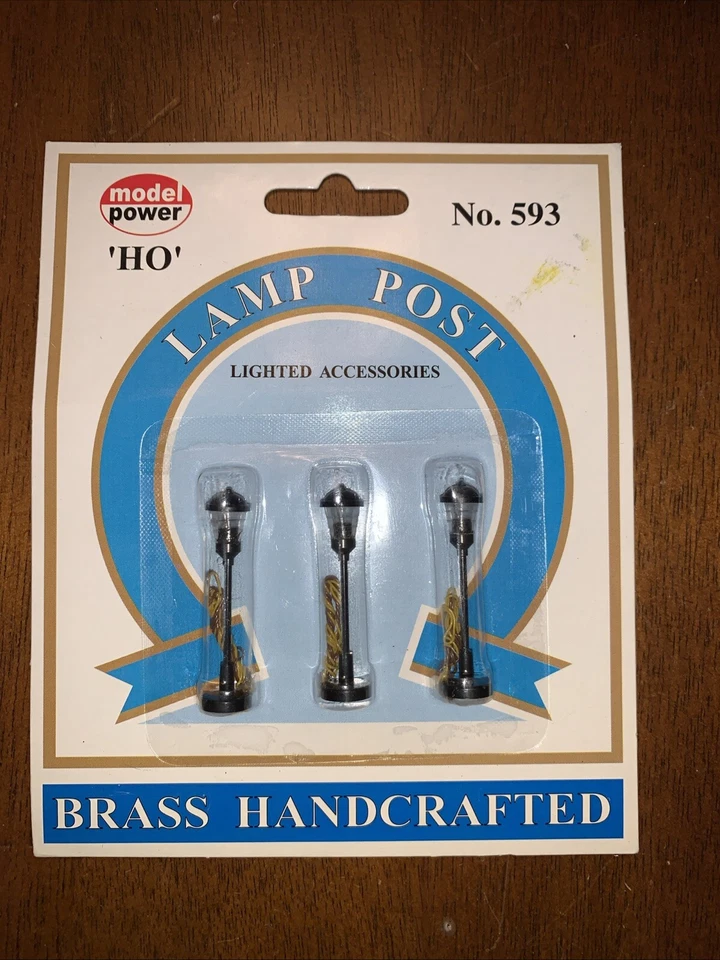 model
power
'HO'
No. 593
LAMP POST
LIGHTED ACCESSORIES
BRASS HANDCRAFTED